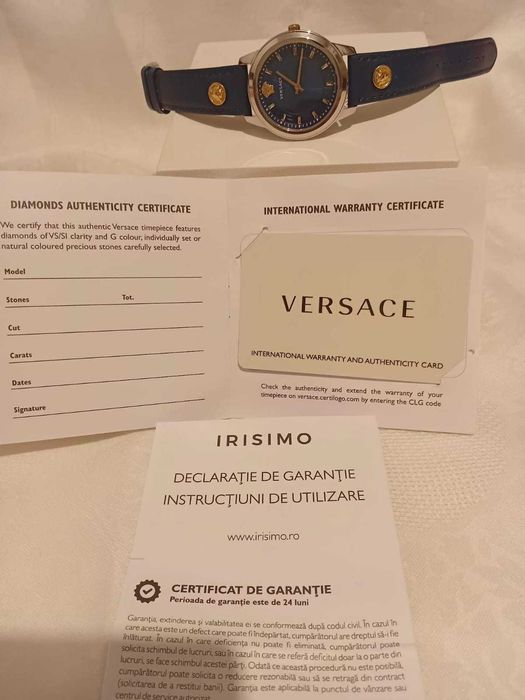 VERSACE
DIAMONDS AUTHENTICITY CERTIFICATE
We certify that this authentic Versace timepiece features
diamonds of VS/SI clarity and G colour, individually set or
natural coloured precious stones carefully selected.
Model
Stones Tot.
Cut
Carats
Dates
Signature
INTERNATIONAL WARRANTY CERTIFICATE
VERSACE
INTERNATIONAL WARRANTY AND AUTHENTICITY CARD
Check the authenticity and extend the warranty of your
timepiece on versace.certilogo.com by entering the CLG code
IRISIMO
DECLARAȚIE DE GARANȚIE
INSTRUCȚIUNI DE UTILIZARE
www.irisimo.ro
CERTIFICAT DE GARANȚIE
Perioada de garanție este de 24 luni
Garanția, extinderea și valabilitatea ei se conformează după codul civil. În cazul în
care acesta este un defect care poate fi îndepărtat, cumpărătorul are dreptul să-i fie
înlăturat. În cazul în care deficiența nu poate fi eliminată, cumpărătorul poate
solicita schimbul de lucruri, sau în cazul în care se referă deficitul doar la o parte din
lucruri, se face schimbul acestei părți. Odată ce această procedură nu este posibilă,
cumpărătorul poate solicita o reducere rezonabilă sau să se retragă din contract
(solicitarea de a restitui banii). Garanția este aplicabilă la punctul de vânzare sau
centrul de service autorizat.